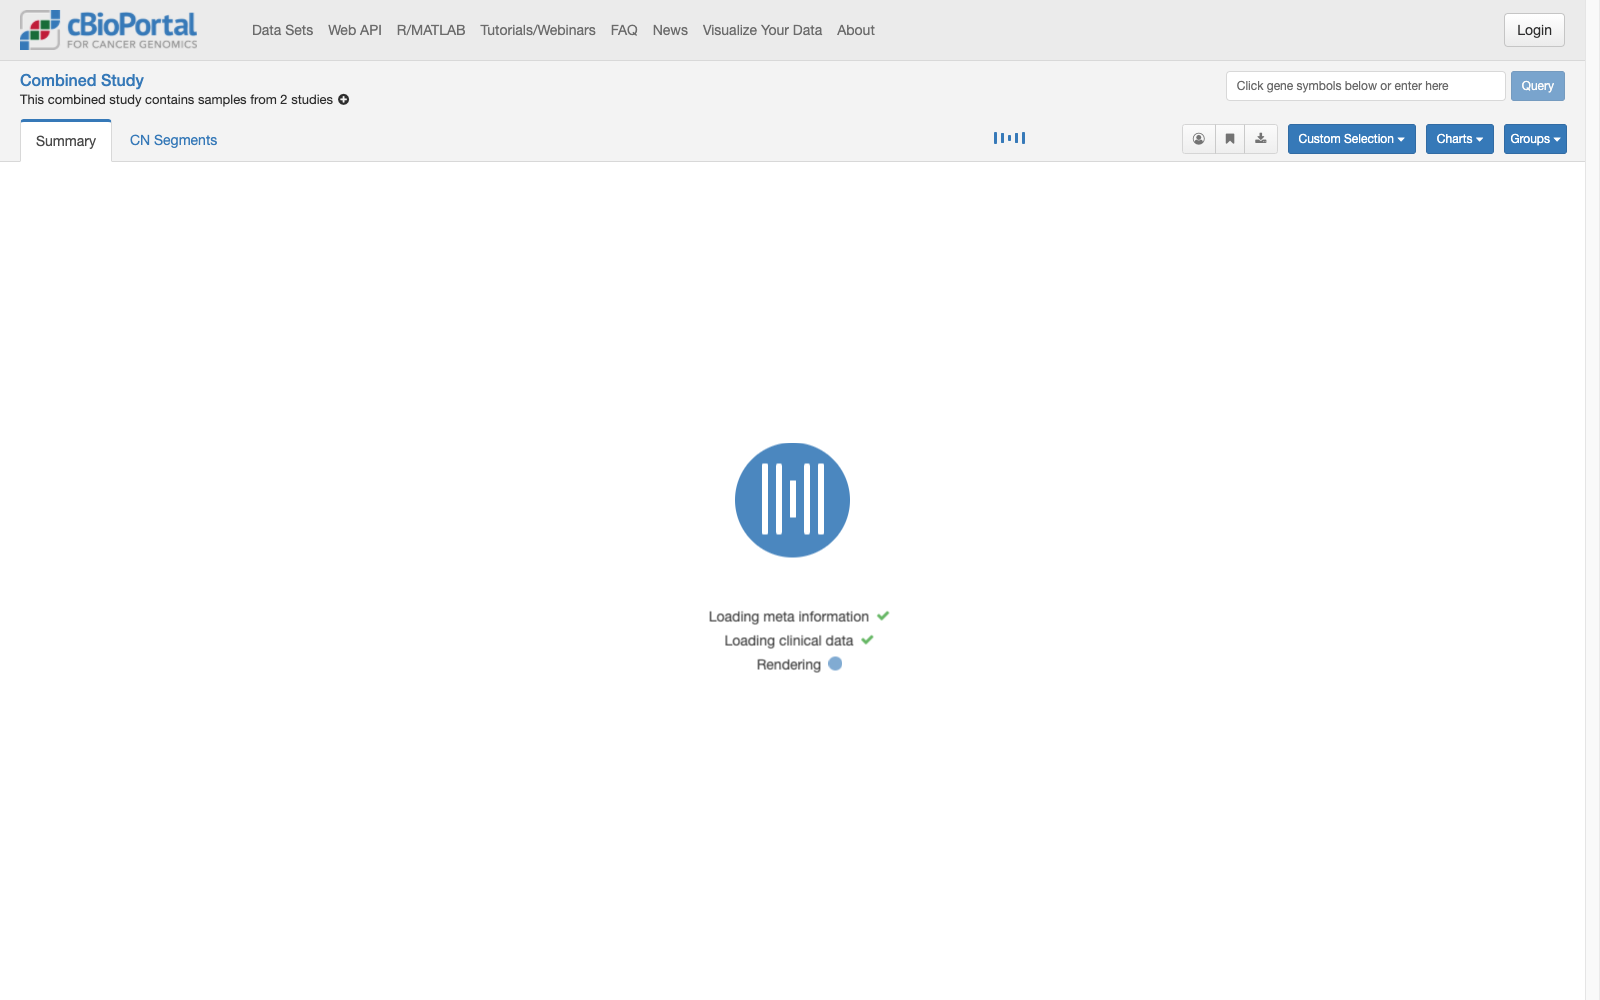 cBioPortal
FOR CANCER GENOMICS
Data Sets Web API R/MATLAB Tutorials/Webinars FAQ News Visualize Your Data About
Login
Combined Study
This combined study contains samples from 2 studies
Click gene symbols below or enter here
Query
Summary
CN Segments
Custom Selection
Charts
Groups
Loading meta information
Loading clinical data
Rendering